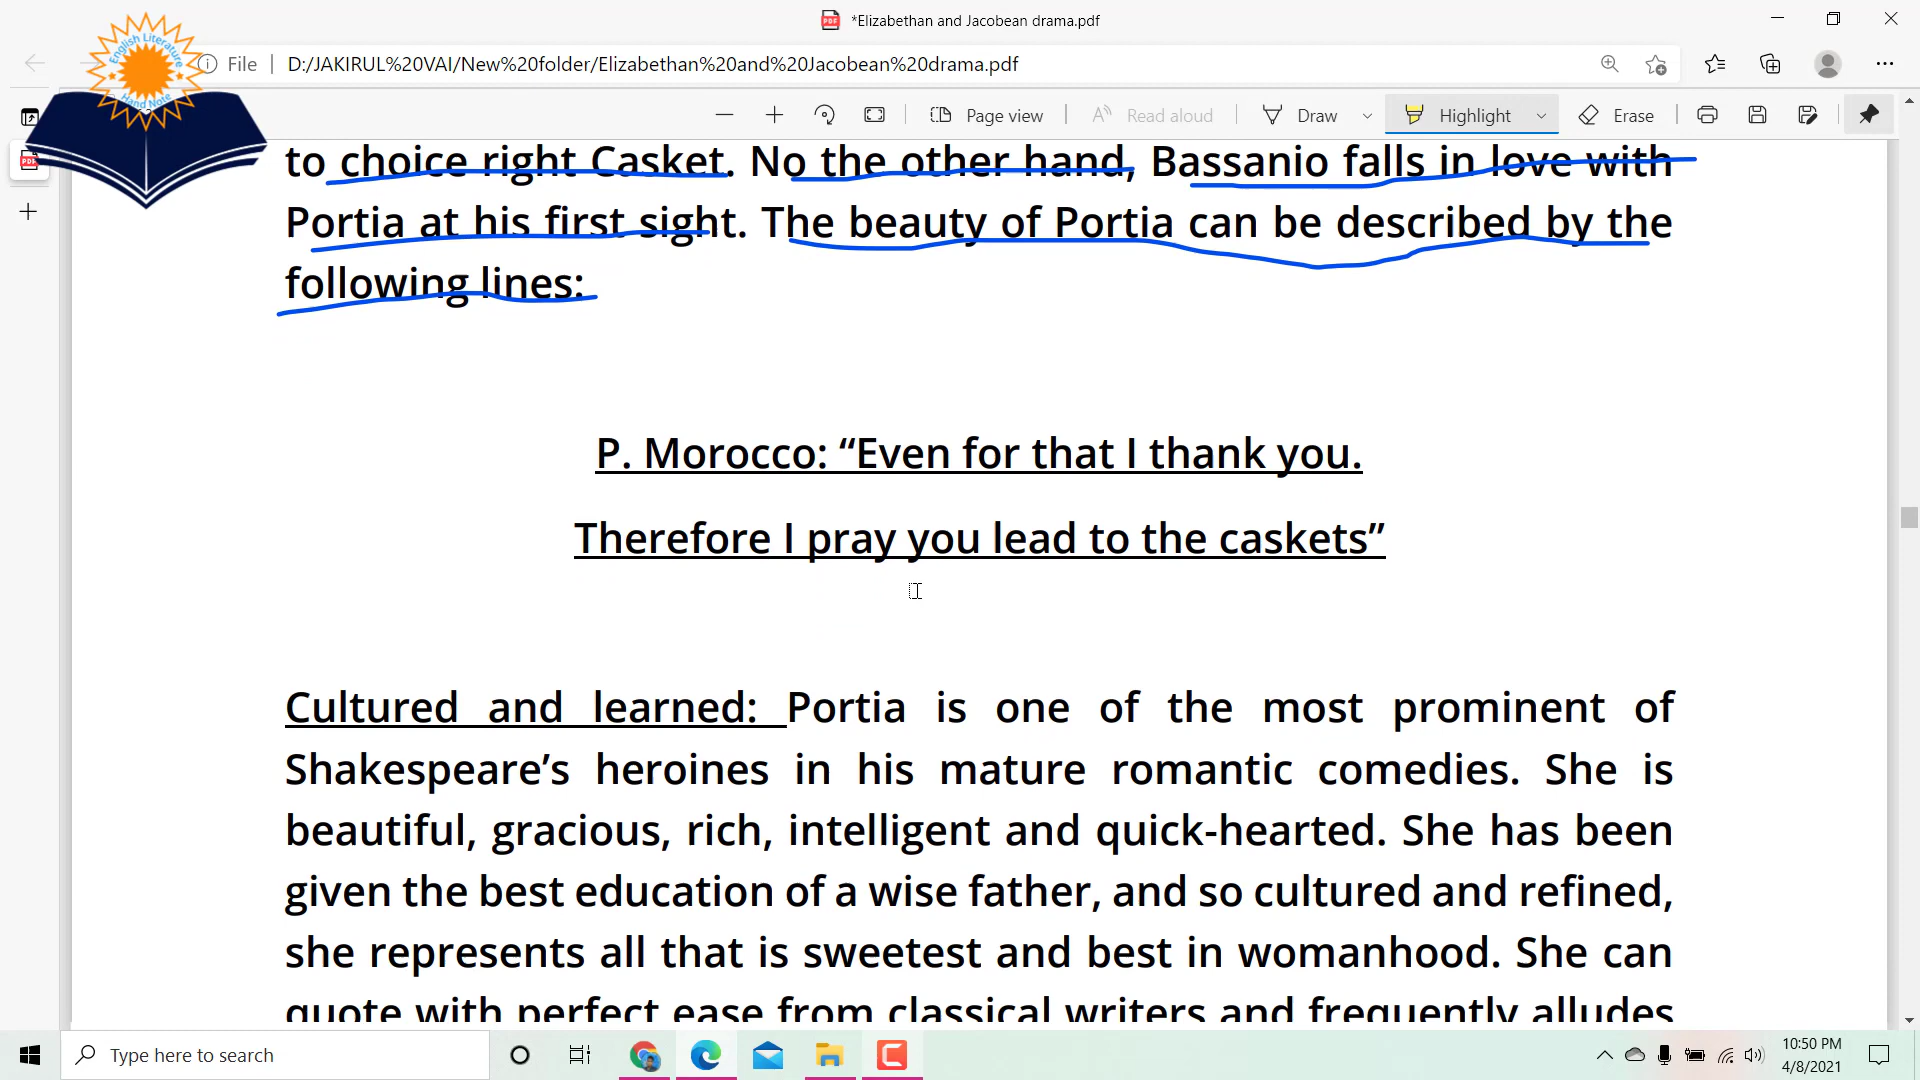 *Elizabethan and Jacobean drama.pdf
English Literature
Hand Note
File
D:/JAKIRUL%20VAI/New%20folder/Elizabethan%20and%20Jacobean%20drama.pdf
Page view
Read aloud
Draw
Highlight
Erase
to choice right Casket. No the other hand, Bassanio falls in love with
Portia at his first sight. The beauty of Portia can be described by the
following lines:
P. Morocco: “Even for that I thank you.
Therefore I pray you lead to the caskets”
Cultured and learned: Portia is one of the most prominent of
Shakespeare’s heroines in his mature romantic comedies. She is
beautiful, gracious, rich, intelligent and quick-hearted. She has been
given the best education of a wise father, and so cultured and refined,
she represents all that is sweetest and best in womanhood. She can
quote with perfect ease from classical writers and frequently alludes
Type here to search
10:50 PM
4/8/2021